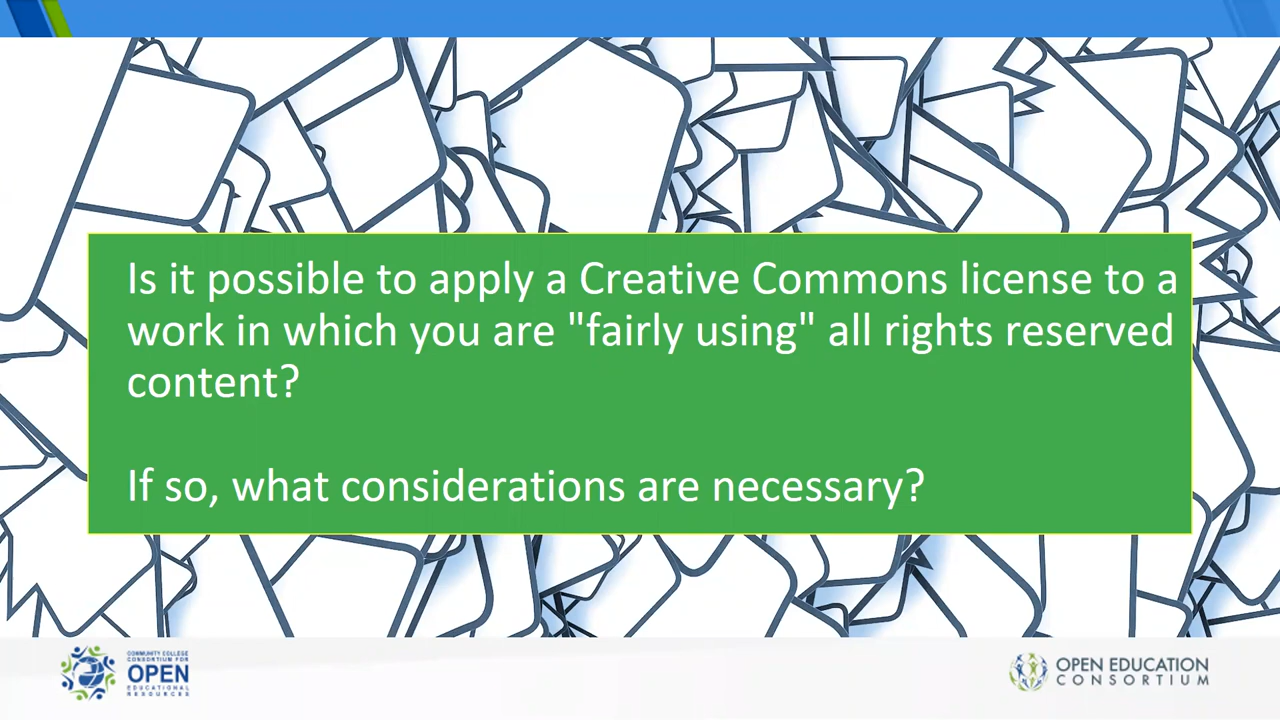 Is it possible to apply a Creative Commons license to a
work in which you are "fairly using" all rights reserved
content?
If so, what considerations are necessary?
COMMUNITY COLLEGE
CONSORTIUM FOR
OPEN
EDUCATIONAL
RESOURCES
OPEN EDUCATION
CONSORTIUM